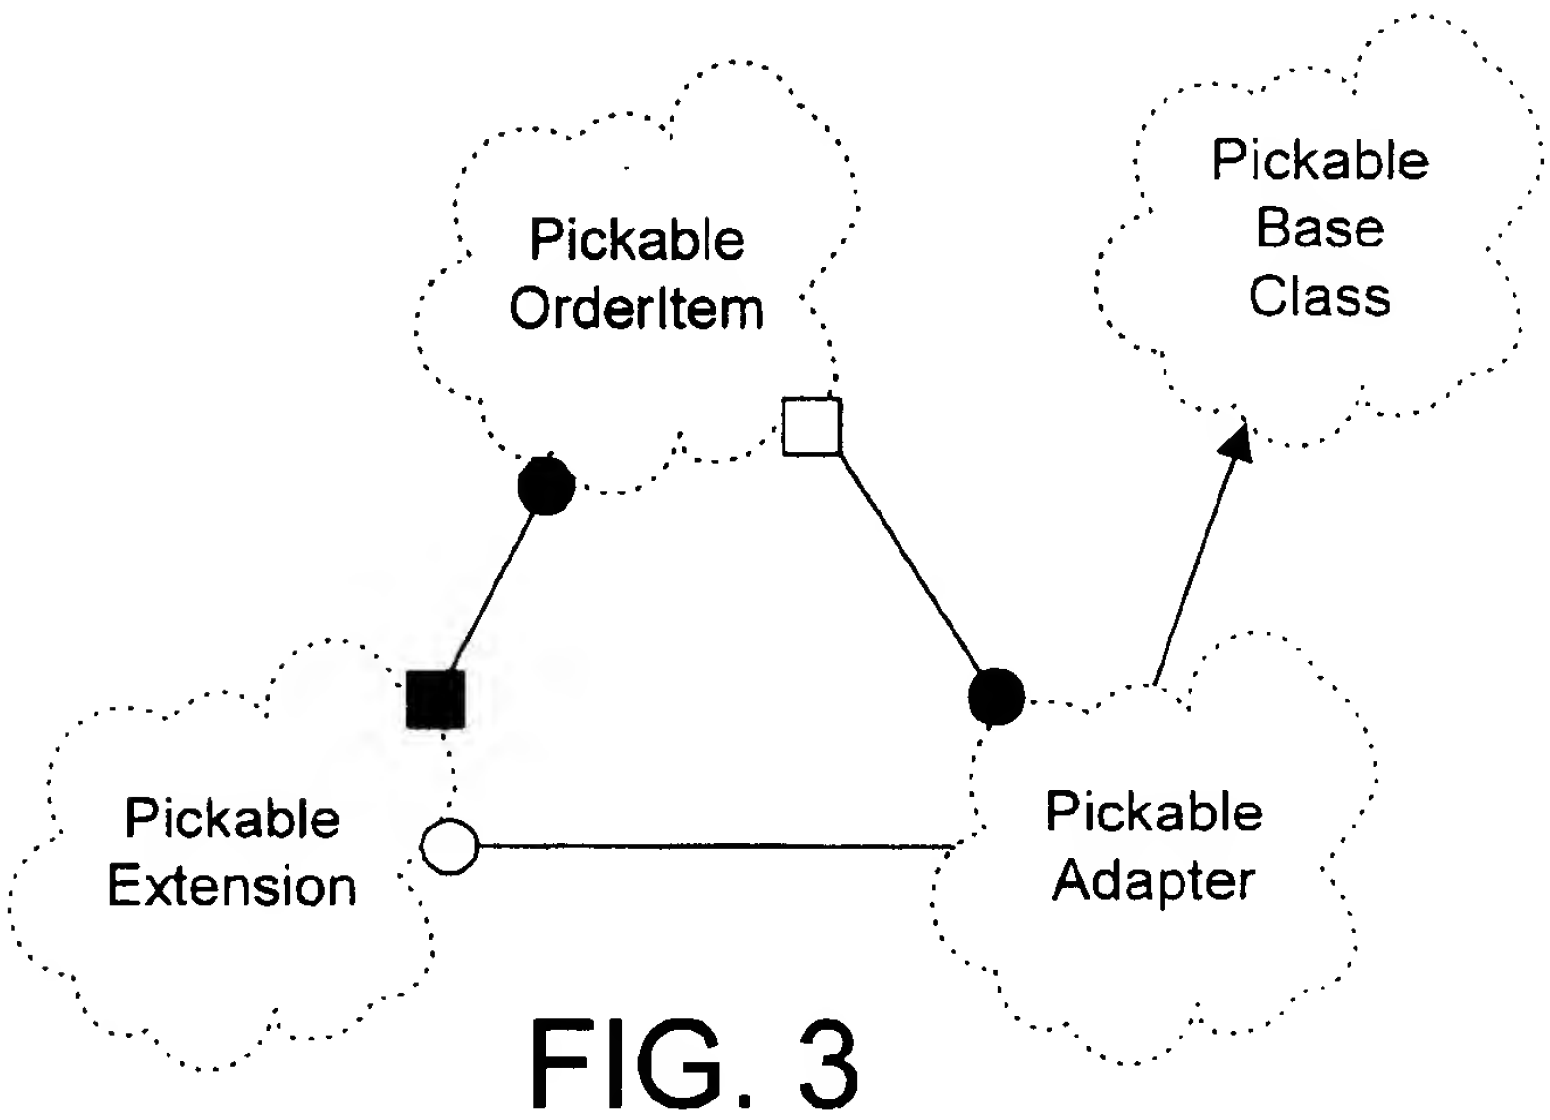 Pickable
OrderItem
Pickable
Base
Class
Pickable
Extension
Pickable
Adapter
FIG. 3